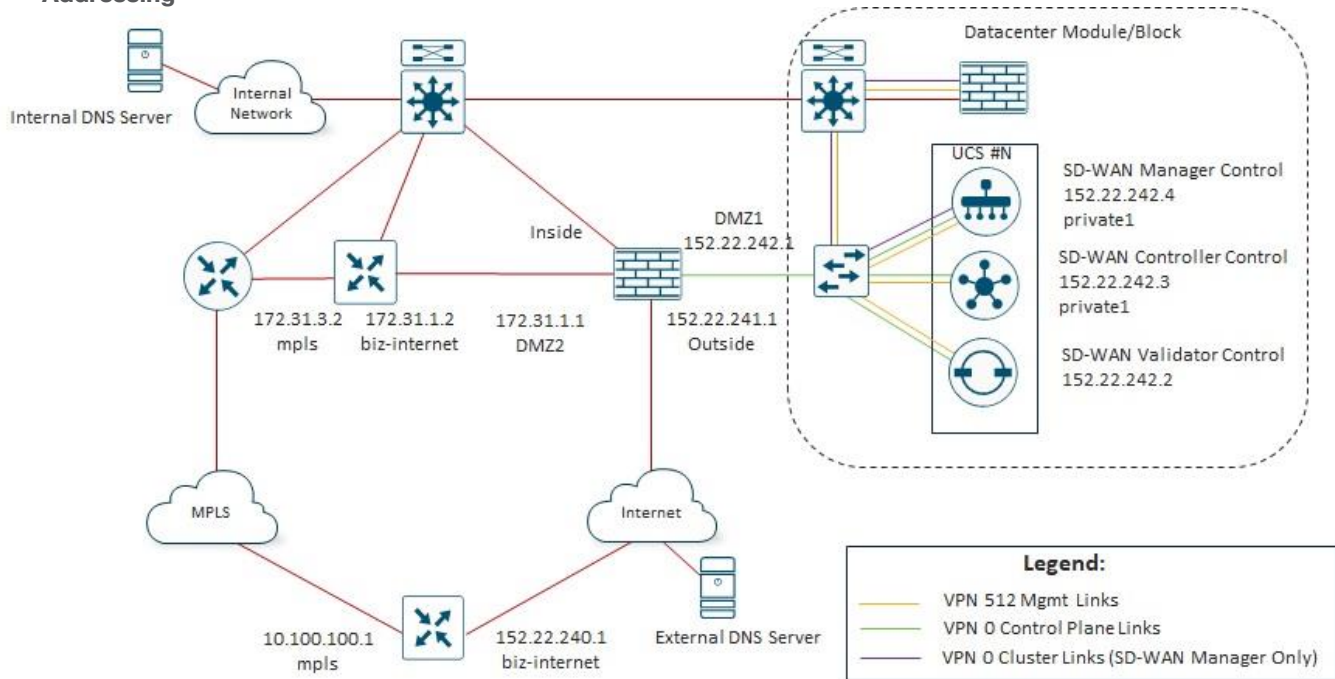 Addressing
Datacenter Module/Block
Internal DNS Server
Internal
Network
UCS #N
SD-WAN Manager Control
152.22.242.4
private1
Inside
DMZ1
152.22.242.1
SD-WAN Controller Control
152.22.242.3
private1
172.31.3.2
mpls
172.31.1.2
biz-internet
172.31.1.1
DMZ2
152.22.241.1
Outside
SD-WAN Validator Control
152.22.242.2
MPLS
Internet
10.100.100.1
mpls
152.22.240.1
biz-internet
External DNS Server
Legend:
VPN 512 Mgmt Links
VPN 0 Control Plane Links
VPN 0 Cluster Links (SD-WAN Manager Only)